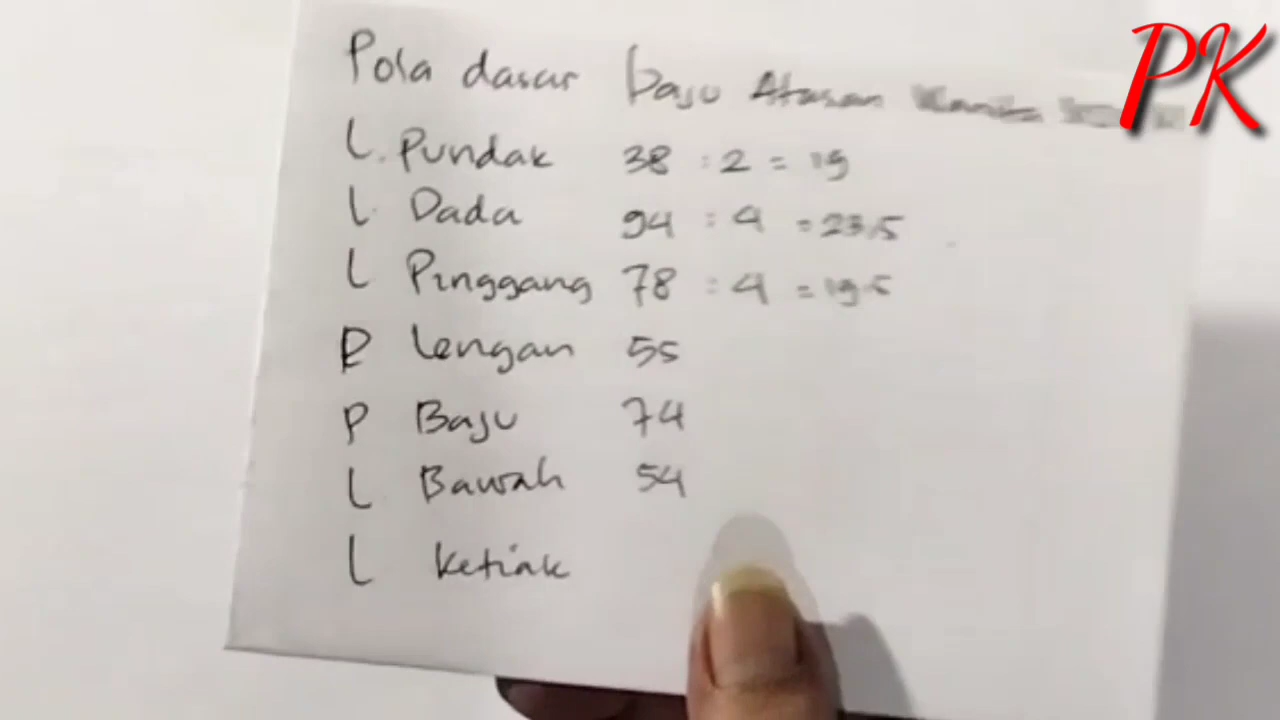 PK
Pola dasar baju Atasan Wanita
L. Pundak 38 : 2 = 19
L. Dada 94 : 4 = 23,5
L Pinggang 78 : 4 = 19.5
P Lengan 55
P Baju 74
L Bawah 54
L Ketiak